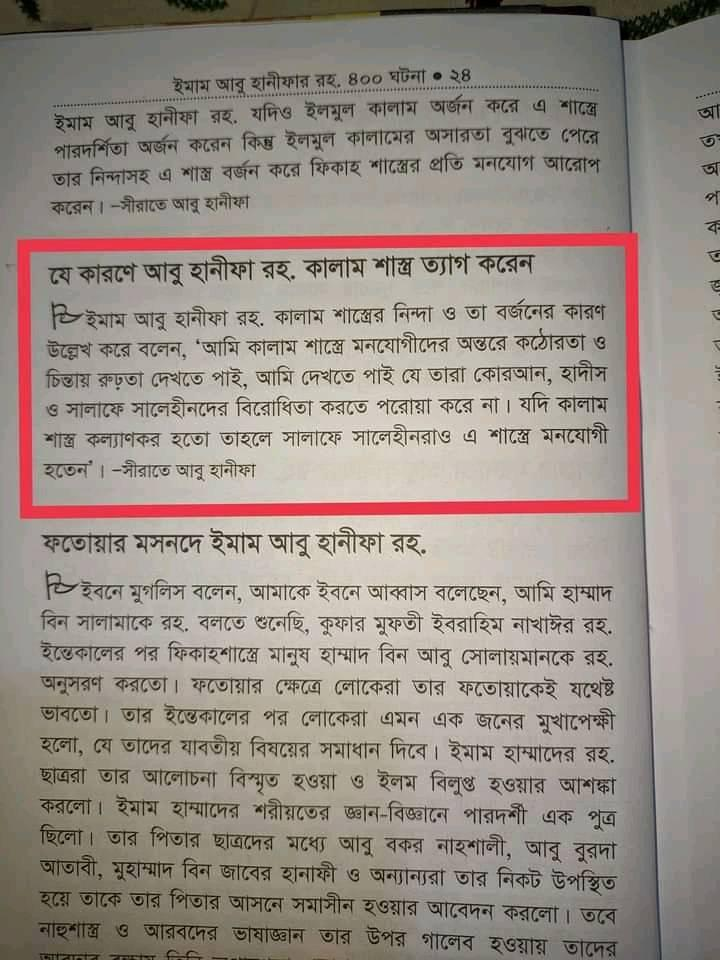 ইমাম আবু হানীফার রহ. ৪০০ ঘটনা ● ২৪
ইমাম আবু হানীফা রহ. যদিও ইলমুল কালাম অর্জন করে এ শাস্ত্রে
পারদর্শিতা অর্জন করেন কিন্তু ইলমুল কালামের অসারতা বুঝতে পেরে
তার নিন্দাসহ এ শাস্ত্র বর্জন করে ফিকাহ শাস্ত্রের প্রতি মনযোগ আরোপ
করেন। –সীরাতে আবু হানীফা
যে কারণে আবু হানীফা রহ. কালাম শাস্ত্র ত্যাগ করেন
ইমাম আবু হানীফা রহ. কালাম শাস্ত্রের নিন্দা ও তা বর্জনের কারণ
উল্লেখ করে বলেন, ‘আমি কালাম শাস্ত্রে মনযোগীদের অন্তরে কঠোরতা ও
চিন্তায় রুঢ়তা দেখতে পাই, আমি দেখতে পাই যে তারা কোরআন, হাদীস
ও সালাফে সালেহীনদের বিরোধিতা করতে পরোয়া করে না। যদি কালাম
শাস্ত্র কল্যাণকর হতো তাহলে সালাফে সালেহীনরাও এ শাস্ত্রে মনযোগী
হতেন’। –সীরাতে আবু হানীফা
ফতোয়ার মসনদে ইমাম আবু হানীফা রহ.
ইবনে মুগলিস বলেন, আমাকে ইবনে আব্বাস বলেছেন, আমি হাম্মাদ
বিন সালামাকে রহ. বলতে শুনেছি, কুফার মুফতী ইবরাহিম নাখাঈর রহ.
ইন্তেকালের পর ফিকাহশাস্ত্রে মানুষ হাম্মাদ বিন আবু সোলায়মানকে রহ.
অনুসরণ করতো। ফতোয়ার ক্ষেত্রে লোকেরা তার ফতোয়াকেই যথেষ্ট
ভাবতো। তার ইন্তেকালের পর লোকেরা এমন এক জনের মুখাপেক্ষী
হলো, যে তাদের যাবতীয় বিষয়ের সমাধান দিবে। ইমাম হাম্মাদের রহ.
ছাত্ররা তার আলোচনা বিস্মৃত হওয়া ও ইলম বিলুপ্ত হওয়ার আশঙ্কা
করলো। ইমাম হাম্মাদের শরীয়তের জ্ঞান-বিজ্ঞানে পারদর্শী এক পুত্র
ছিলো। তার পিতার ছাত্রদের মধ্যে আবু বকর নাহশালী, আবু বুরদা
আতাবী, মুহাম্মাদ বিন জাবের হানাফী ও অন্যান্যরা তার নিকট উপস্থিত
হয়ে তাকে তার পিতার আসনে সমাসীন হওয়ার আবেদন করলো। তবে
নাহুশাস্ত্র ও আরবদের ভাষাজ্ঞান তার উপর গালেব হওয়ায় তাদের